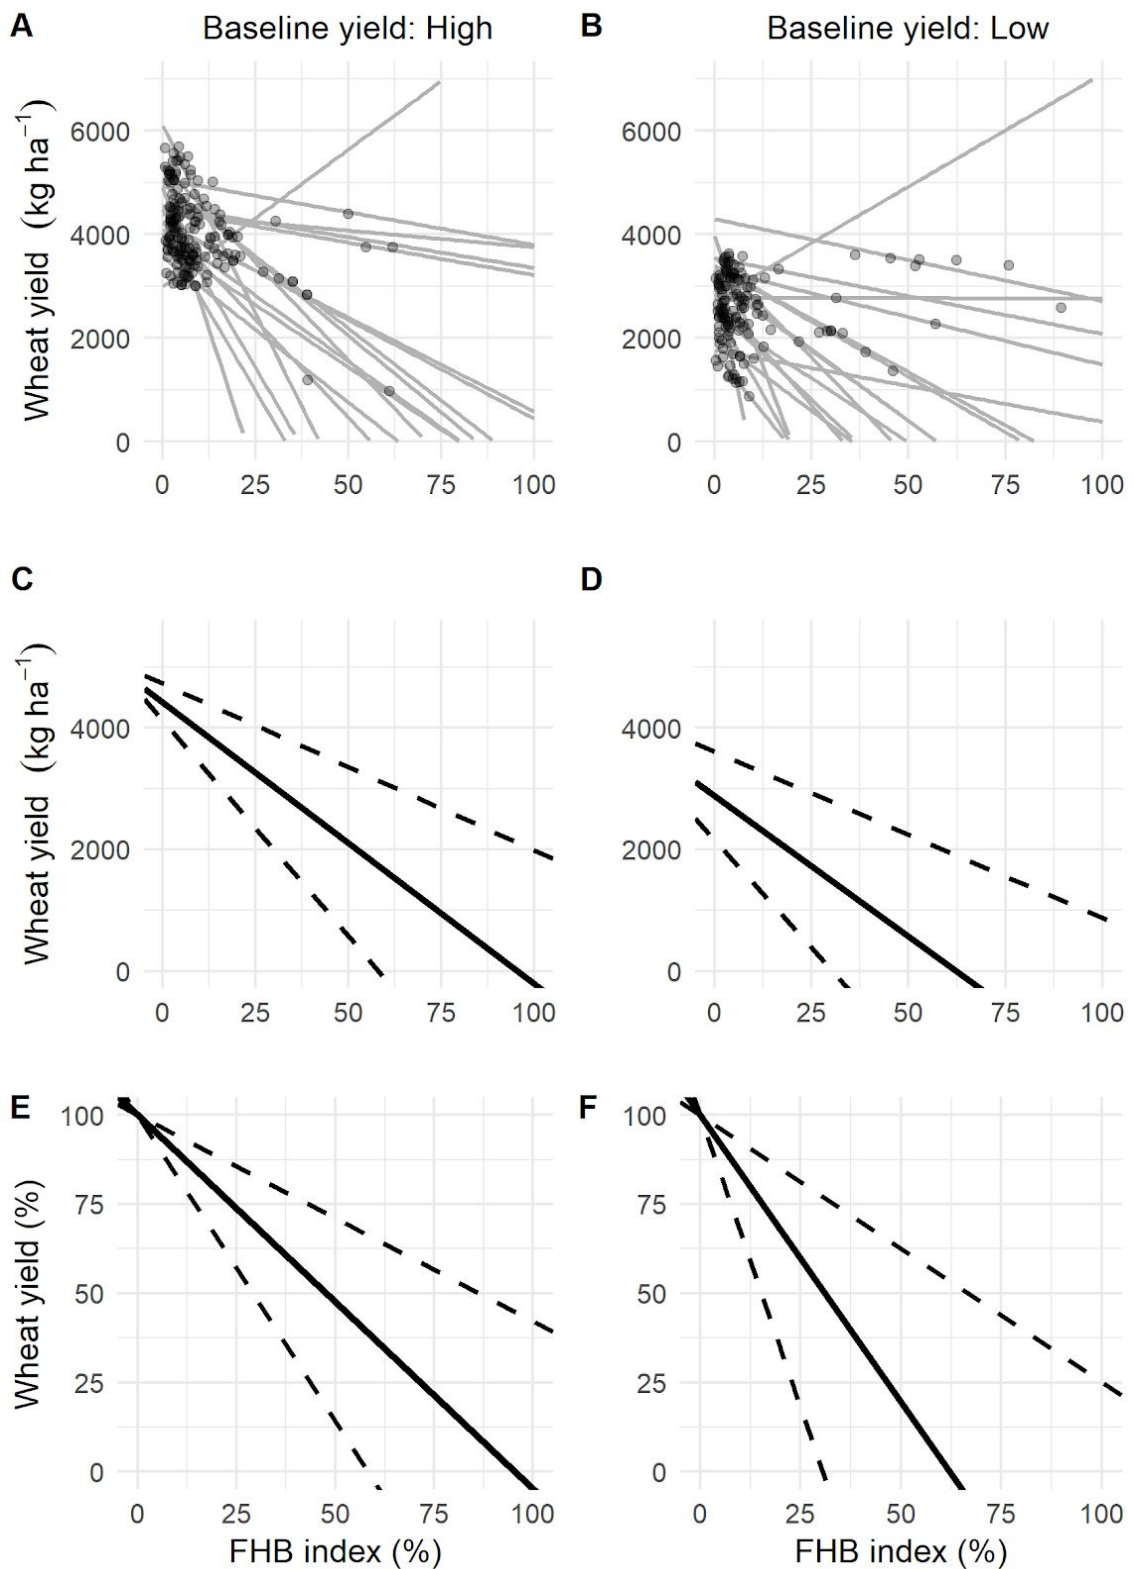 A Baseline yield: High
B Baseline yield: Low
Wheat yield (kg ha⁻¹)
6000
4000
2000
0
0 25 50 75 100
6000
4000
2000
0
0 25 50 75 100
C
D
Wheat yield (kg ha⁻¹)
4000
2000
0
0 25 50 75 100
4000
2000
0
0 25 50 75 100
E
F
Wheat yield (%)
100
75
50
25
0
0 25 50 75 100
FHB index (%)
100
75
50
25
0
0 25 50 75 100
FHB index (%)